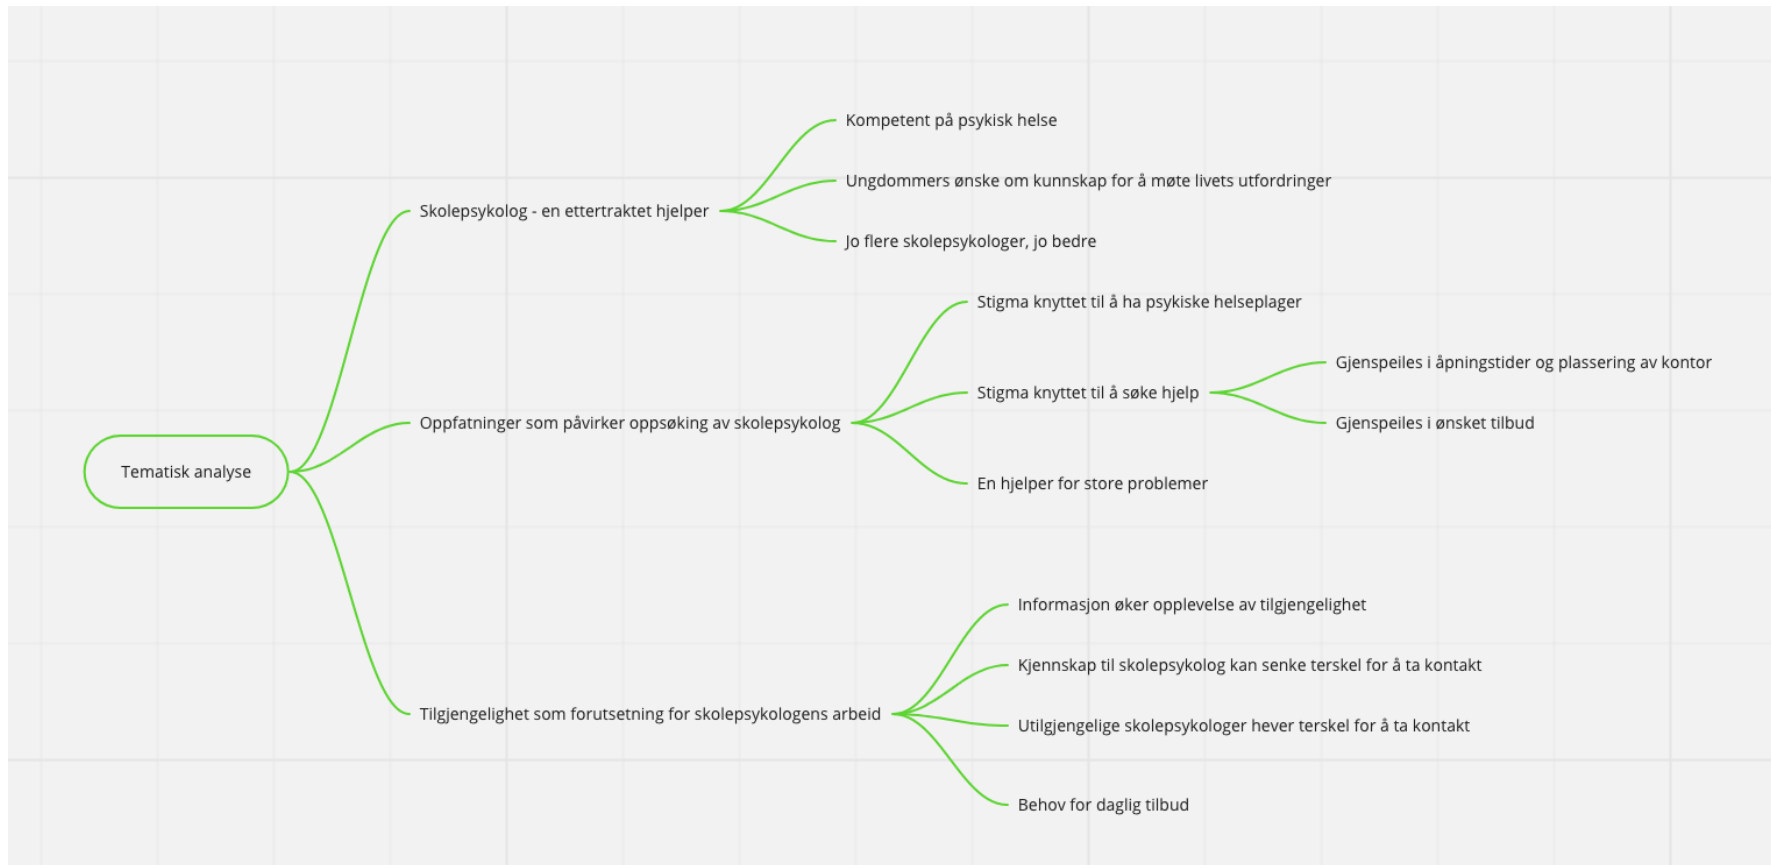 Tematisk analyse
Skolepsykolog - en ettertraktet hjelper
Kompetent på psykisk helse
Ungdommers ønske om kunnskap for å møte livets utfordringer
Jo flere skolepsykologer, jo bedre
Oppfatninger som påvirker oppsøking av skolepsykolog
Stigma knyttet til å ha psykiske helseplager
Stigma knyttet til å søke hjelp
Gjenspeiles i åpningstider og plassering av kontor
Gjenspeiles i ønsket tilbud
En hjelper for store problemer
Tilgjengelighet som forutsetning for skolepsykologens arbeid
Informasjon øker opplevelse av tilgjengelighet
Kjennskap til skolepsykolog kan senke terskel for å ta kontakt
Utilgjengelige skolepsykologer hever terskel for å ta kontakt
Behov for daglig tilbud